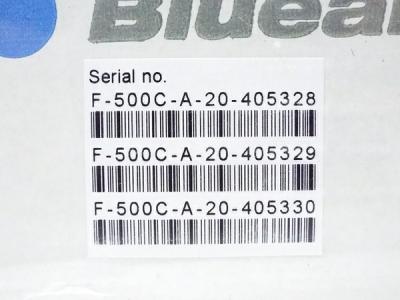 Serial no.
F-500C-A-20-405328
F-500C-A-20-405329
F-500C-A-20-405330